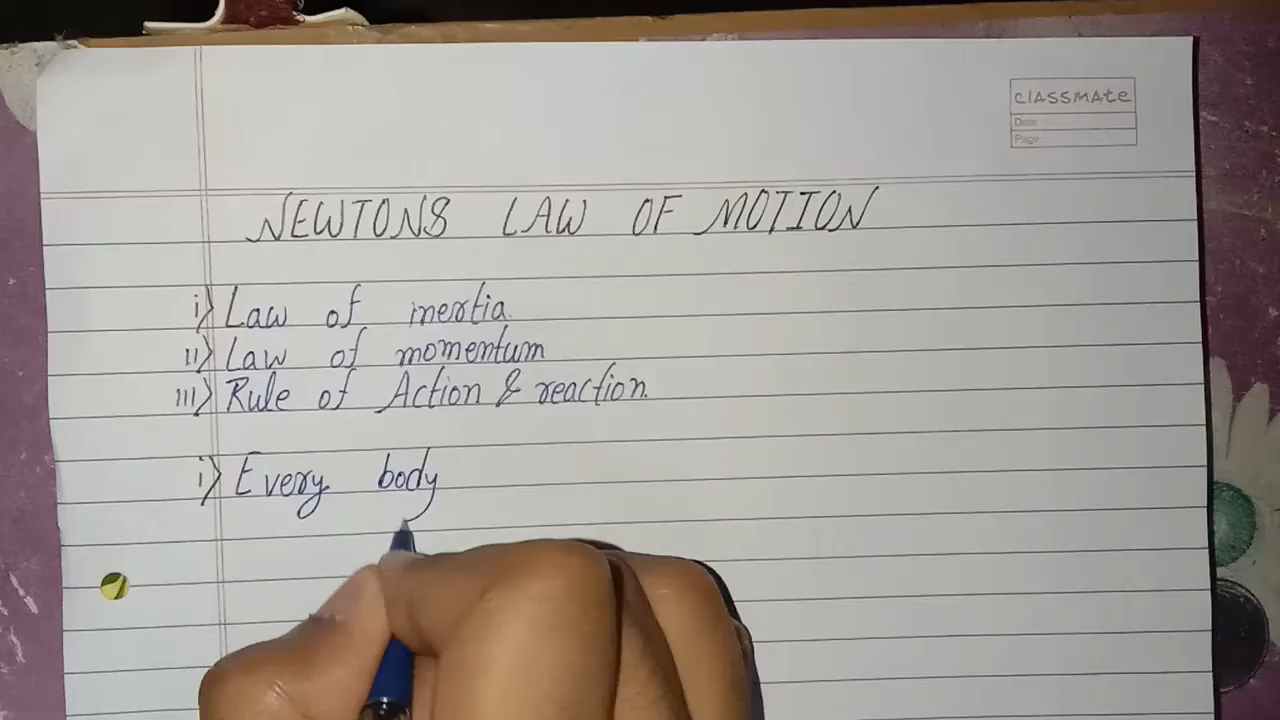 classmate
Date
Page
NEWTONS LAW OF MOTION
i) Law of inertia
ii) Law of momentum
iii) Rule of Action & reaction.
i) Every body